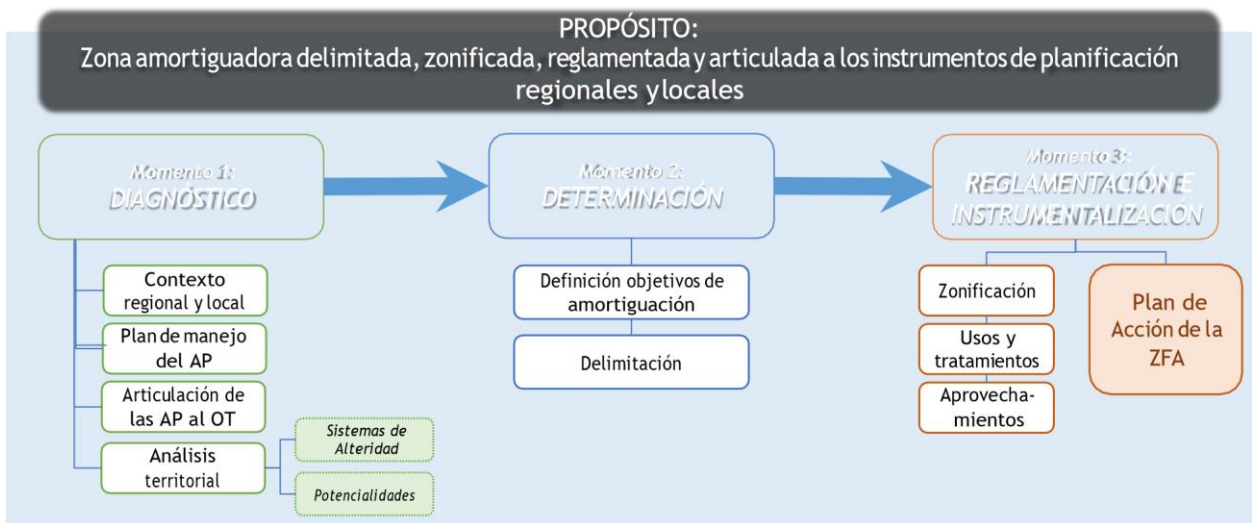 PROPÓSITO:
Zona amortiguadora delimitada, zonificada, reglamentada y articulada a los instrumentos de planificación
regionales y locales
Momento 1:
DIAGNÓSTICO
Contexto
regional y local
Plan de manejo
del AP
Articulación de
las AP al OT
Análisis
territorial
Sistemas de
Alteridad
Potencialidades
Momento 2:
DETERMINACIÓN
Definición objetivos de
amortiguación
Delimitación
Momento 3:
REGLAMENTACIÓN E
INSTRUMENTALIZACIÓN
Zonificación
Usos y
tratamientos
Aprovecha-
mientos
Plan de
Acción de la
ZFA